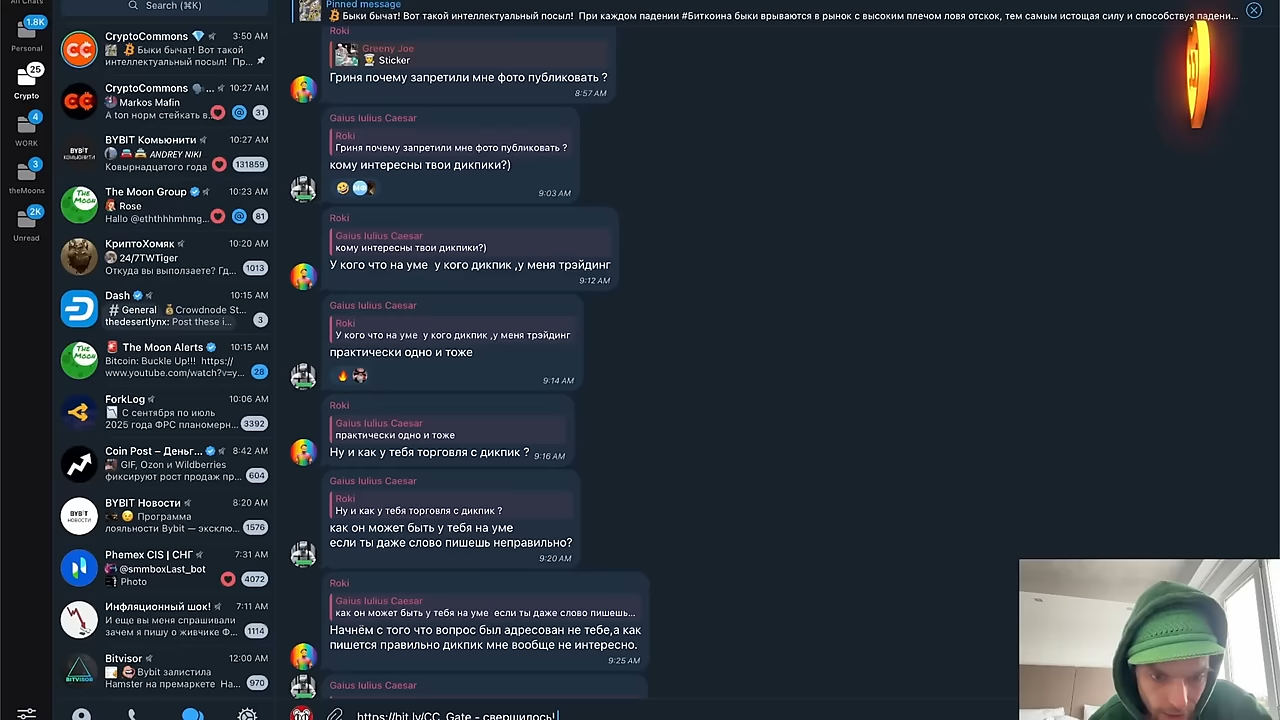 All Chats
1.8K
Personal
25
Crypto
4
WORK
3
theMoons
2K
Unread
Search (⌘K)
CryptoCommons 3:50 AM
Быки бычат! Вот такой
интеллектуальный посыл! Пр...
CryptoCommons ... 10:27 AM
Markos Mafin
А топ норм стейкать в... @ 31
BYBIT Комьюнити 10:27 AM
ANDREY NIKI
Ковырнадцатого года 131859
The Moon Group 10:23 AM
Rose
Hallo @eththhhmhmg... @ 81
КриптоХомяк 10:20 AM
24/7TWTiger
Откуда вы выползаете? Гд... 1013
Dash 10:15 AM
# General Crowdnode St...
thedesertlynx: Post these i... 3
The Moon Alerts 10:15 AM
Bitcoin: Buckle Up!!! https://
www.youtube.com/watch?v=y... 28
ForkLog 10:06 AM
С сентября по июль
2025 года ФРС планомерн... 3392
Coin Post – Деньг... 8:42 AM
GIF, Ozon и Wildberries
фиксируют рост продаж пр... 604
BYBIT Новости 8:20 AM
Программа
лояльности Bybit — эксклю... 1576
Phemex CIS | СНГ 7:31 AM
@smmboxLast_bot
Photo 4072
Инфляционный шок! 7:11 AM
И еще вы меня спрашивали
зачем я пишу о живчике Ф... 1114
Bitvisor 12:00 AM
Bybit залистила
Hamster на премаркете На... 970
Pinned message
Быки бычат! Вот такой интеллектуальный посыл! При каждом падении #Биткоина быки врываются в рынок с высоким плечом ловя отскок, тем самым истощая силу и способствуя падени...
Roki
Greeny Joe
Sticker
Гриня почему запретили мне фото публиковать ?
8:57 AM
Gaius Iulius Caesar
Roki
Гриня почему запретили мне фото публиковать ?
кому интересны твои дикпики?)
9:03 AM
Roki
Gaius Iulius Caesar
кому интересны твои дикпики?)
У кого что на уме у кого дикпик ,у меня трэйдинг
9:12 AM
Gaius Iulius Caesar
Roki
У кого что на уме у кого дикпик ,у меня трэйдинг
практически одно и тоже
9:14 AM
Roki
Gaius Iulius Caesar
практически одно и тоже
Ну и как у тебя торговля с дикпик ?
9:16 AM
Gaius Iulius Caesar
Roki
Ну и как у тебя торговля с дикпик ?
как он может быть у тебя на уме
если ты даже слово пишешь неправильно?
9:20 AM
Roki
Gaius Iulius Caesar
как он может быть у тебя на уме если ты даже слово пишешь...
Начнём с того что вопрос был адресован не тебе,а как
пишется правильно дикпик мне вообще не интересно.
9:25 AM
Gaius Iulius Caesar
https://bit.ly/CC_Gate - свершилось!